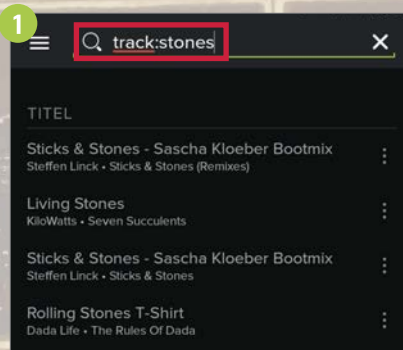 1
track:stones
TITEL
Sticks & Stones - Sascha Kloeber Bootmix
Steffen Linck • Sticks & Stones (Remixes)
Living Stones
KiloWatts • Seven Succulents
Sticks & Stones - Sascha Kloeber Bootmix
Steffen Linck • Sticks & Stones
Rolling Stones T-Shirt
Dada Life • The Rules Of Dada